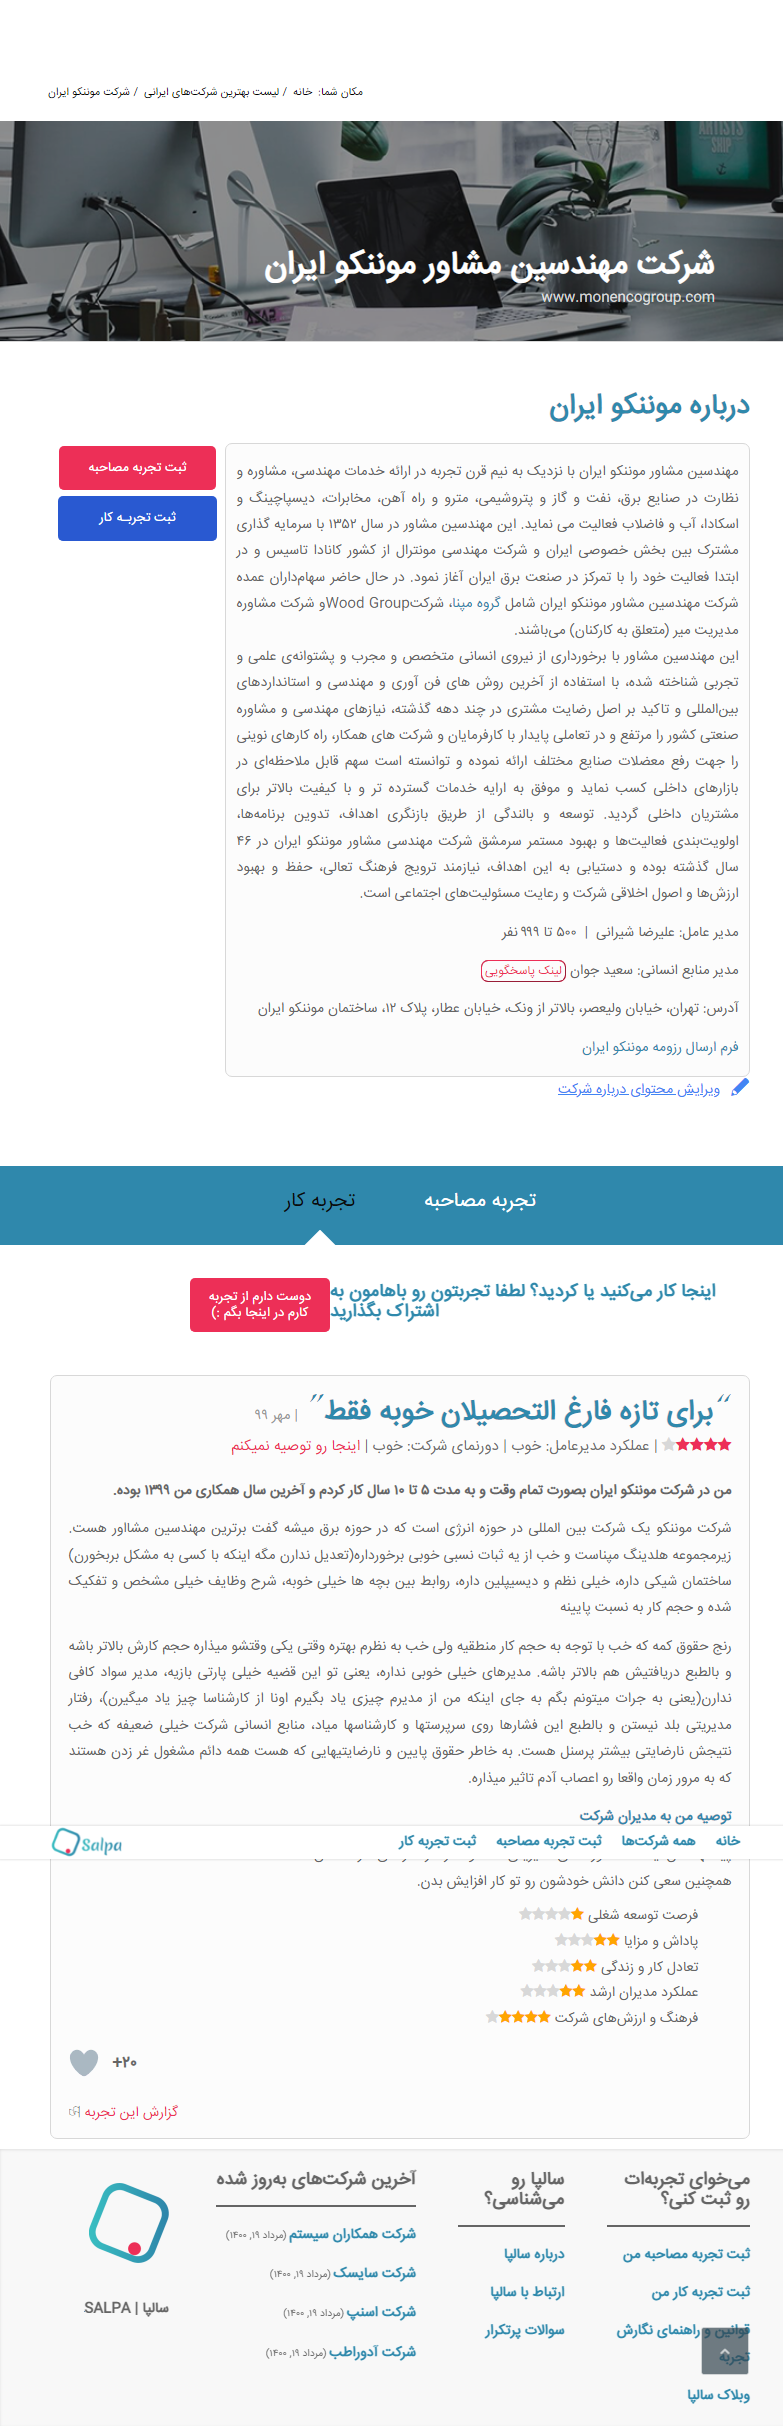 مکان شما: خانه / لیست بهترین شرکت‌های ایرانی / شرکت موننکو ایران
ARTISTS
SHIP
شرکت مهندسین مشاور موننکو ایران
www.monencogroup.com
درباره موننکو ایران
ثبت تجربه مصاحبه
ثبت تجربـه کار
مهندسین مشاور موننکو ایران با نزدیک به نیم قرن تجربه در ارائه خدمات مهندسی، مشاوره و
نظارت در صنایع برق، نفت و گاز و پتروشیمی، مترو و راه آهن، مخابرات، دیسپاچینگ و
اسکادا، آب و فاضلاب فعالیت می نماید. این مهندسین مشاور در سال ۱۳۵۲ با سرمایه گذاری
مشترک بین بخش خصوصی ایران و شرکت مهندسی مونترال از کشور کانادا تاسیس و در
ابتدا فعالیت خود را با تمرکز در صنعت برق ایران آغاز نمود. در حال حاضر سهام‌داران عمده
شرکت مهندسین مشاور موننکو ایران شامل گروه مپنا، شرکتWood Groupو شرکت مشاوره
مدیریت میر (متعلق به کارکنان) می‌باشند.
این مهندسین مشاور با برخورداری از نیروی انسانی متخصص و مجرب و پشتوانه‌ی علمی و
تجربی شناخته شده، با استفاده از آخرین روش های فن آوری و مهندسی و استانداردهای
بین‌المللی و تاکید بر اصل رضایت مشتری در چند دهه گذشته، نیازهای مهندسی و مشاوره
صنعتی کشور را مرتفع و در تعاملی پایدار با کارفرمایان و شرکت های همکار، راه کارهای نوینی
را جهت رفع معضلات صنایع مختلف ارائه نموده و توانسته است سهم قابل ملاحظه‌ای در
بازارهای داخلی کسب نماید و موفق به ارایه خدمات گسترده تر و با کیفیت بالاتر برای
مشتریان داخلی گردید. توسعه و بالندگی از طریق بازنگری اهداف، تدوین برنامه‌ها،
اولویت‌بندی فعالیت‌ها و بهبود مستمر سرمشق شرکت مهندسی مشاور موننکو ایران در ۴۶
سال گذشته بوده و دستیابی به این اهداف، نیازمند ترویج فرهنگ تعالی، حفظ و بهبود
ارزش‌ها و اصول اخلاقی شرکت و رعایت مسئولیت‌های اجتماعی است.
مدیر عامل: علیرضا شیرانی | ۵۰۰ تا ۹۹۹ نفر
مدیر منابع انسانی: سعید جوان لینک پاسخگویی
آدرس: تهران، خیابان ولیعصر، بالاتر از ونک، خیابان عطار، پلاک ۱۲، ساختمان موننکو ایران
فرم ارسال رزومه موننکو ایران
ویرایش محتوای درباره شرکت
تجربه مصاحبه
تجربه کار
اینجا کار می‌کنید یا کردید؟ لطفا تجربتون رو باهامون به
اشتراک بگذارید
دوست دارم از تجربه
کارم در اینجا بگم :)
“برای تازه فارغ التحصیلان خوبه فقط” | مهر ۹۹
| عملکرد مدیرعامل: خوب | دورنمای شرکت: خوب | اینجا رو توصیه نمیکنم
من در شرکت موننکو ایران بصورت تمام وقت و به مدت ۵ تا ۱۰ سال کار کردم و آخرین سال همکاری من ۱۳۹۹ بوده.
شرکت موننکو یک شرکت بین المللی در حوزه انرژی است که در حوزه برق میشه گفت برترین مهندسین مشااور هست.
زیرمجموعه هلدینگ مپناست و خب از یه ثبات نسبی خوبی برخورداره(تعدیل ندارن مگه اینکه با کسی به مشکل بربخورن)
ساختمان شیکی داره، خیلی نظم و دیسیپلین داره، روابط بین بچه ها خیلی خوبه، شرح وظایف خیلی مشخص و تفکیک
شده و حجم کار به نسبت پایینه
رنج حقوق کمه که خب با توجه به حجم کار منطقیه ولی خب به نظرم بهتره وقتی یکی وقتشو میذاره حجم کارش بالاتر باشه
و بالطبع دریافتیش هم بالاتر باشه. مدیرهای خیلی خوبی نداره، یعنی تو این قضیه خیلی پارتی بازیه، مدیر سواد کافی
ندارن(یعنی به جرات میتونم بگم به جای اینکه من از مدیرم چیزی یاد بگیرم اونا از کارشناسا چیز یاد میگیرن)، رفتار
مدیریتی بلد نیستن و بالطبع این فشارها روی سرپرستها و کارشناسها میاد، منابع انسانی شرکت خیلی ضعیفه که خب
نتیجش نارضایتی بیشتر پرسنل هست. به خاطر حقوق پایین و نارضایتیهایی که هست همه دائم مشغول غر زدن هستند
که به مرور زمان واقعا رو اعصاب آدم تاثیر میذاره.
توصیه من به مدیران شرکت
خانه همه شرکت‌ها ثبت تجربه مصاحبه ثبت تجربه کار
Salpa
همچنین سعی کنن دانش خودشون رو تو کار افزایش بدن.
فرصت توسعه شغلی
پاداش و مزایا
تعادل کار و زندگی
عملکرد مدیران ارشد
فرهنگ و ارزش‌های شرکت
+۲۰
گزارش این تجربه
می‌خوای تجربه‌ات
رو ثبت کنی؟
ثبت تجربه مصاحبه من
ثبت تجربه کار من
قوانین و راهنمای نگارش
تجربه
وبلاگ سالپا
سالپا رو
می‌شناسی؟
درباره سالپا
ارتباط با سالپا
سوالات پرتکرار
آخرین شرکت‌های به‌روز شده
شرکت همکاران سیستم (مرداد ۱۹, ۱۴۰۰)
شرکت سایسک (مرداد ۱۹, ۱۴۰۰)
شرکت اسنپ (مرداد ۱۹, ۱۴۰۰)
شرکت آدوراطب (مرداد ۱۹, ۱۴۰۰)
سالپا | SALPA